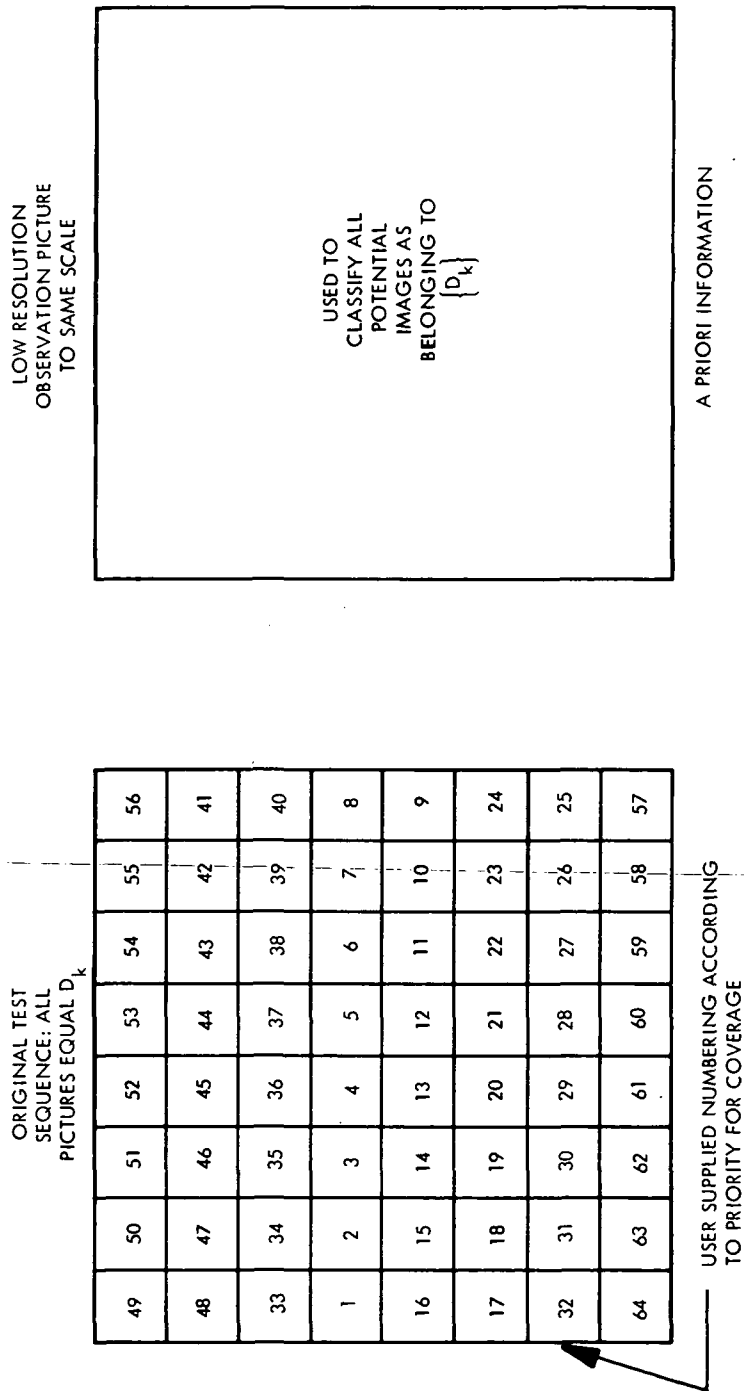 ORIGINAL TEST
SEQUENCE: ALL
PICTURES EQUAL Dk
49 50 51 52 53 54 55 56
48 47 46 45 44 43 42 41
33 34 35 36 37 38 39 40
1 2 3 4 5 6 7 8
16 15 14 13 12 11 10 9
17 18 19 20 21 22 23 24
32 31 30 29 28 27 26 25
64 63 62 61 60 59 58 57
USER SUPPLIED NUMBERING ACCORDING
TO PRIORITY FOR COVERAGE
LOW RESOLUTION
OBSERVATION PICTURE
TO SAME SCALE
USED TO
CLASSIFY ALL
POTENTIAL
IMAGES AS
BELONGING TO
{Dk}
A PRIORI INFORMATION